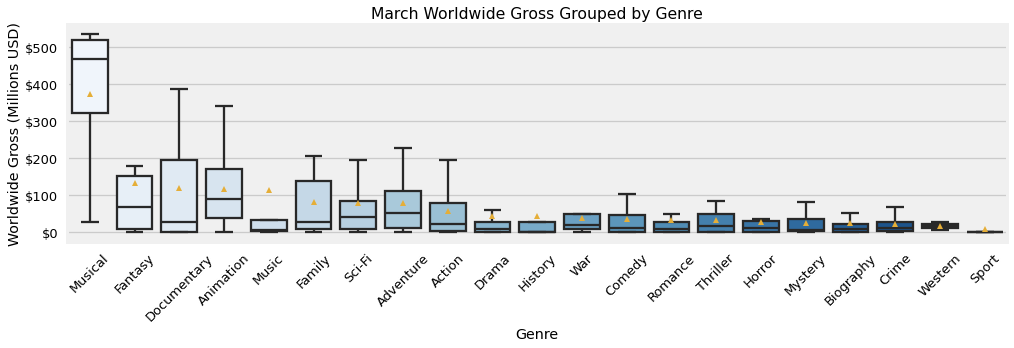 March Worldwide Gross Grouped by Genre
Worldwide Gross (Millions USD)
$500
$400
$300
$200
$100
$0
Musical
Fantasy
Documentary
Animation
Music
Family
Sci-Fi
Adventure
Action
Drama
History
War
Comedy
Romance
Thriller
Horror
Mystery
Biography
Crime
Western
Sport
Genre